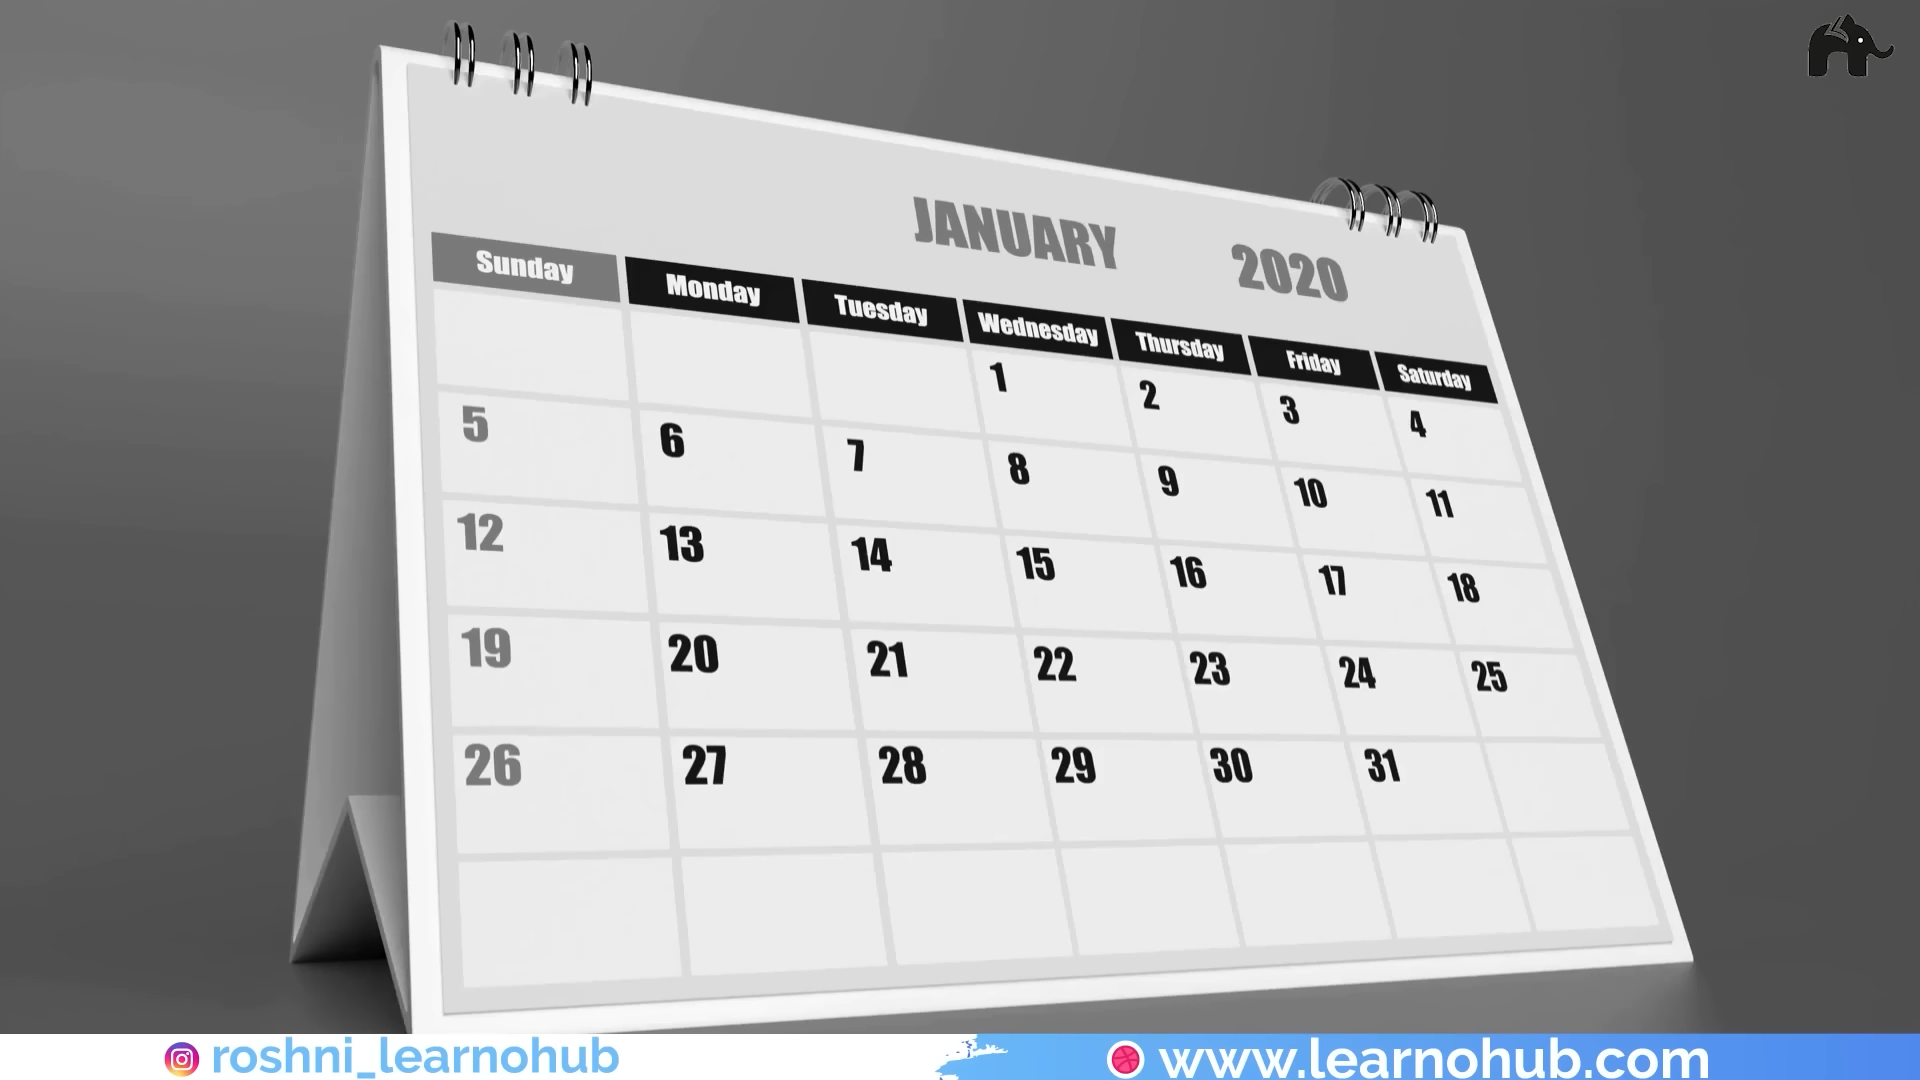 JANUARY 2020
Sunday Monday Tuesday Wednesday Thursday Friday Saturday
1 2 3 4
5 6 7 8 9 10 11
12 13 14 15 16 17 18
19 20 21 22 23 24 25
26 27 28 29 30 31
roshni_learnohub www.learnohub.com